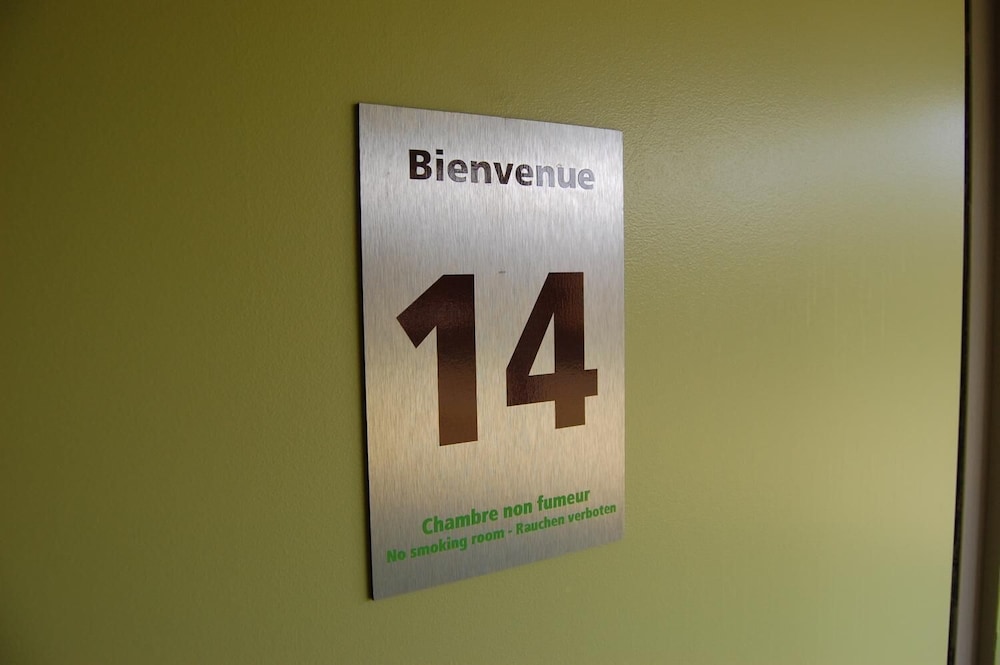 Bienvenue
14
Chambre non fumeur
No smoking room - Rauchen verboten